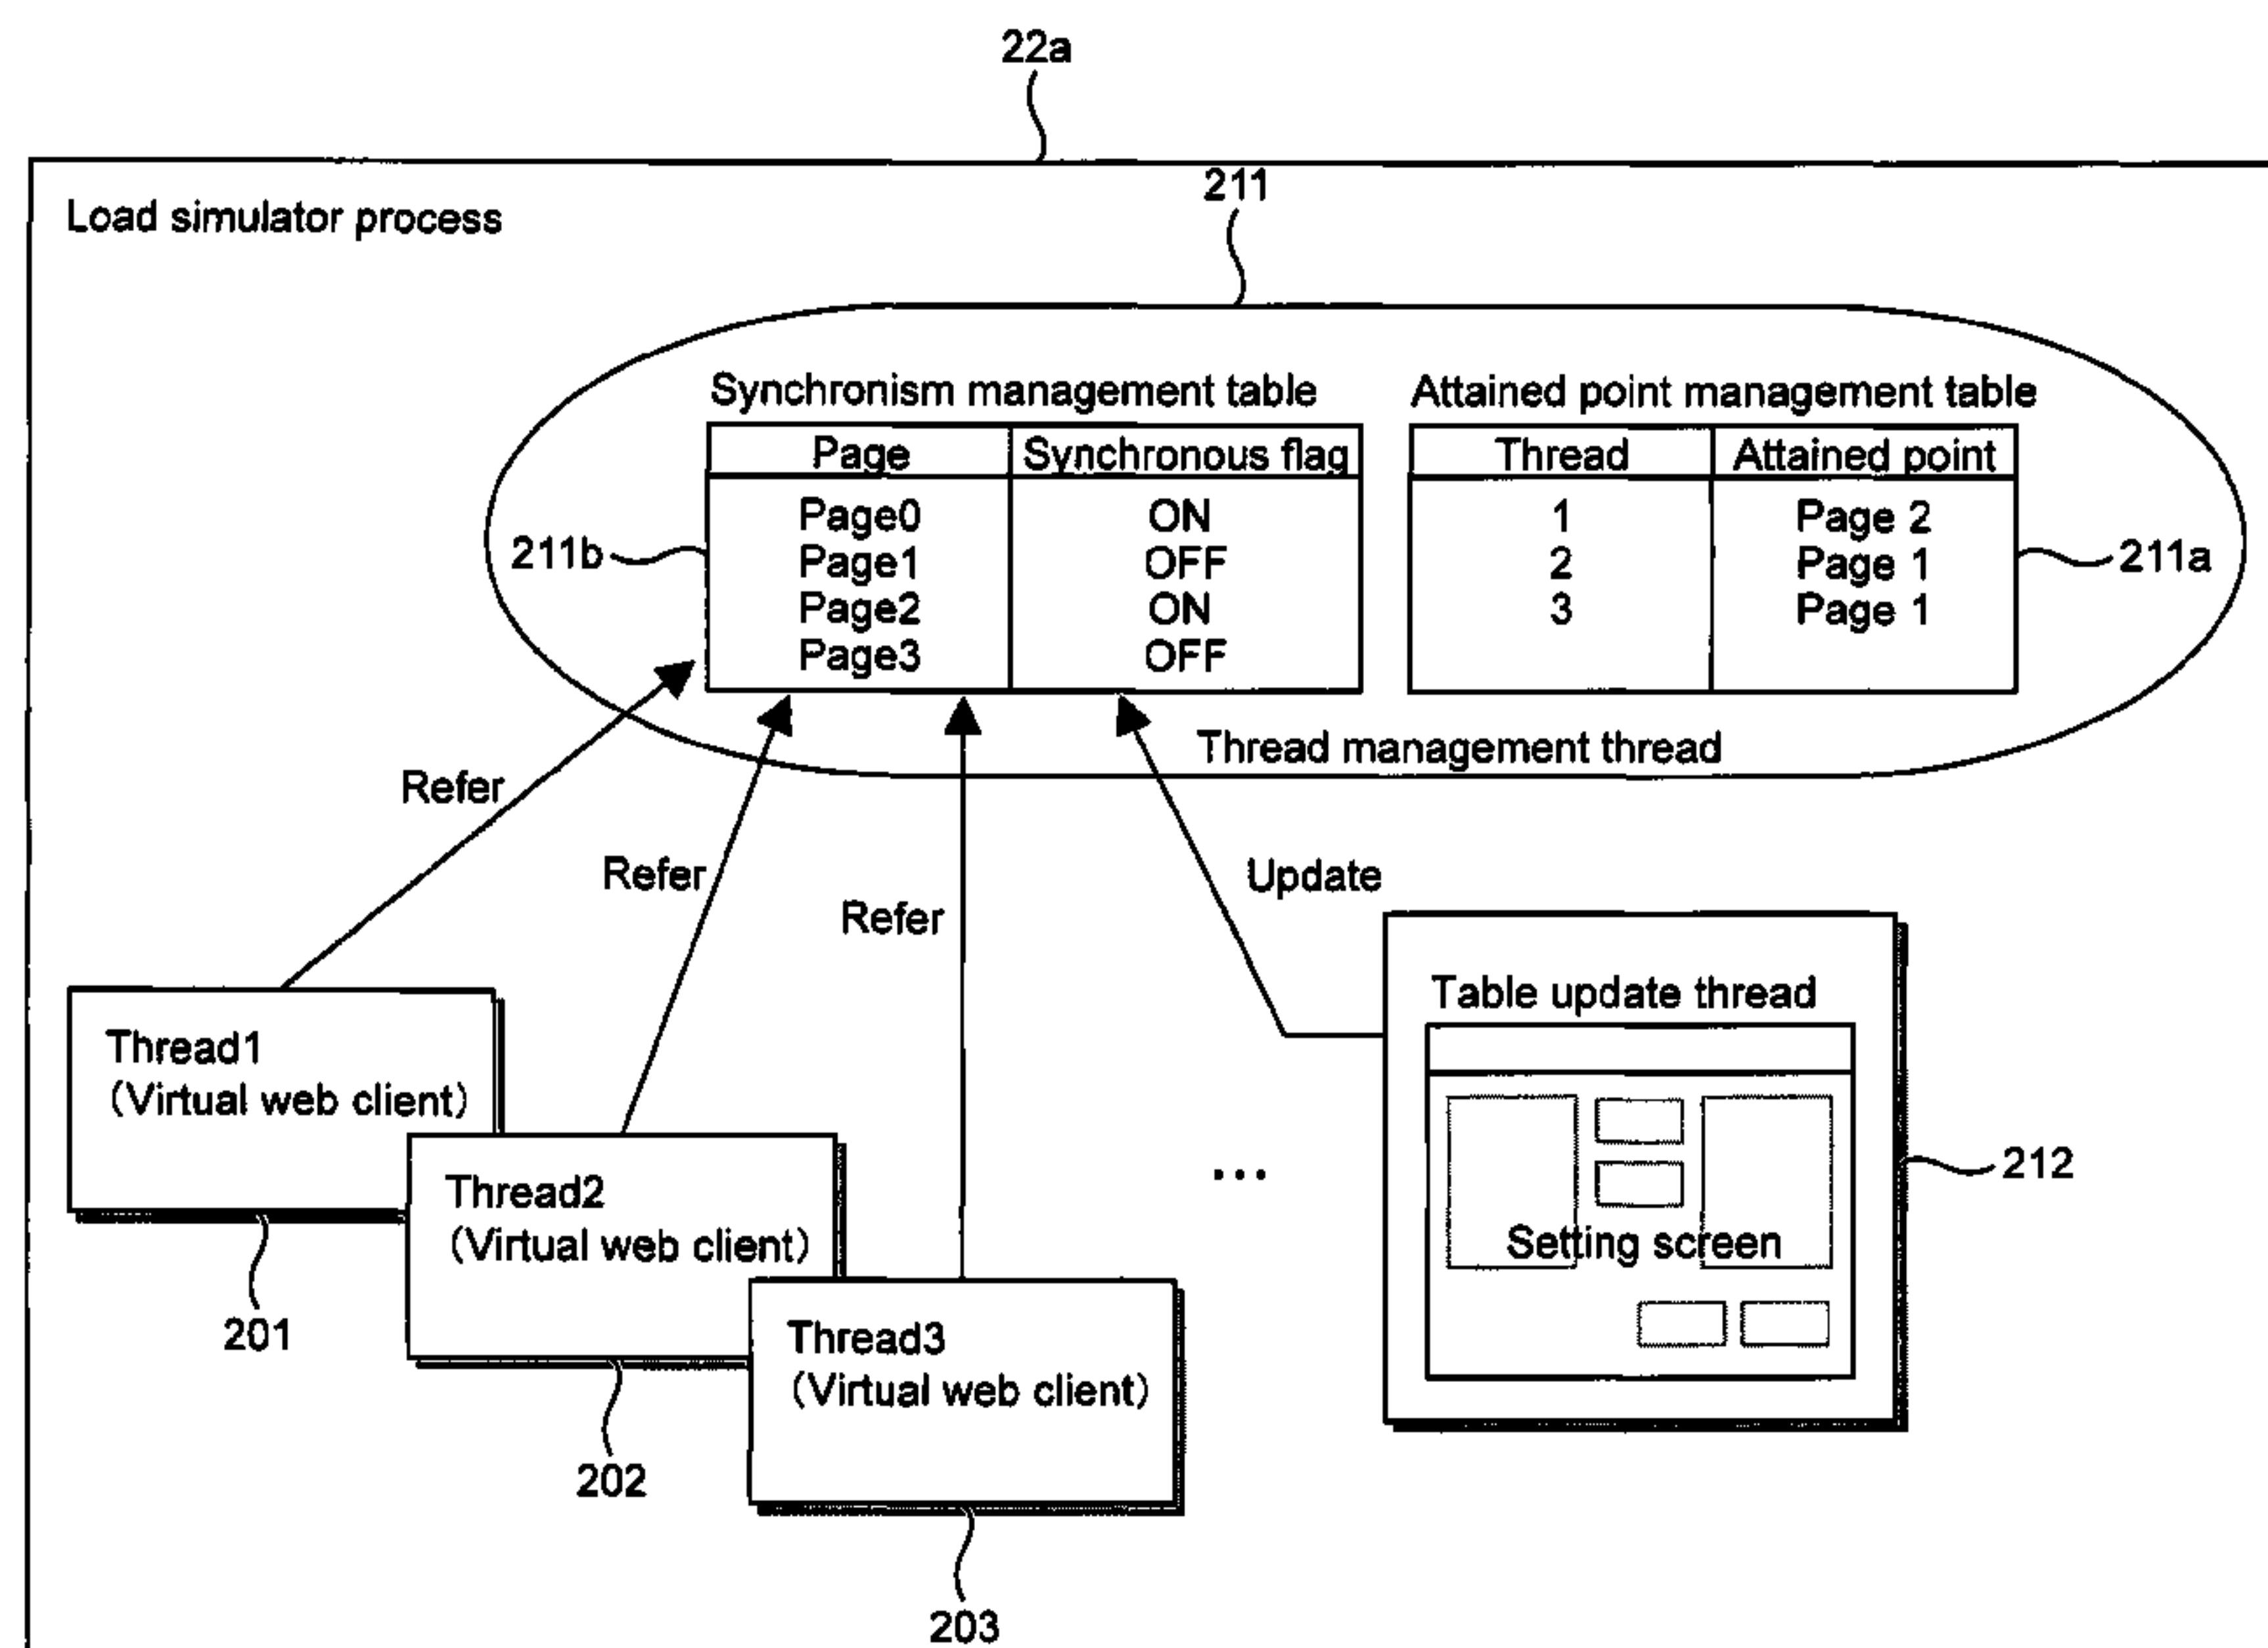 22a
Load simulator process
211
Synchronism management table
Page Synchronous flag
Page0 ON
Page1 OFF
Page2 ON
Page3 OFF
211b
Attained point management table
Thread Attained point
1 Page 2
2 Page 1
3 Page 1
211a
Thread management thread
Refer
Refer
Refer
Update
Thread1
(Virtual web client)
201
Thread2
(Virtual web client)
202
Thread3
(Virtual web client)
203
...
Table update thread
Setting screen
212